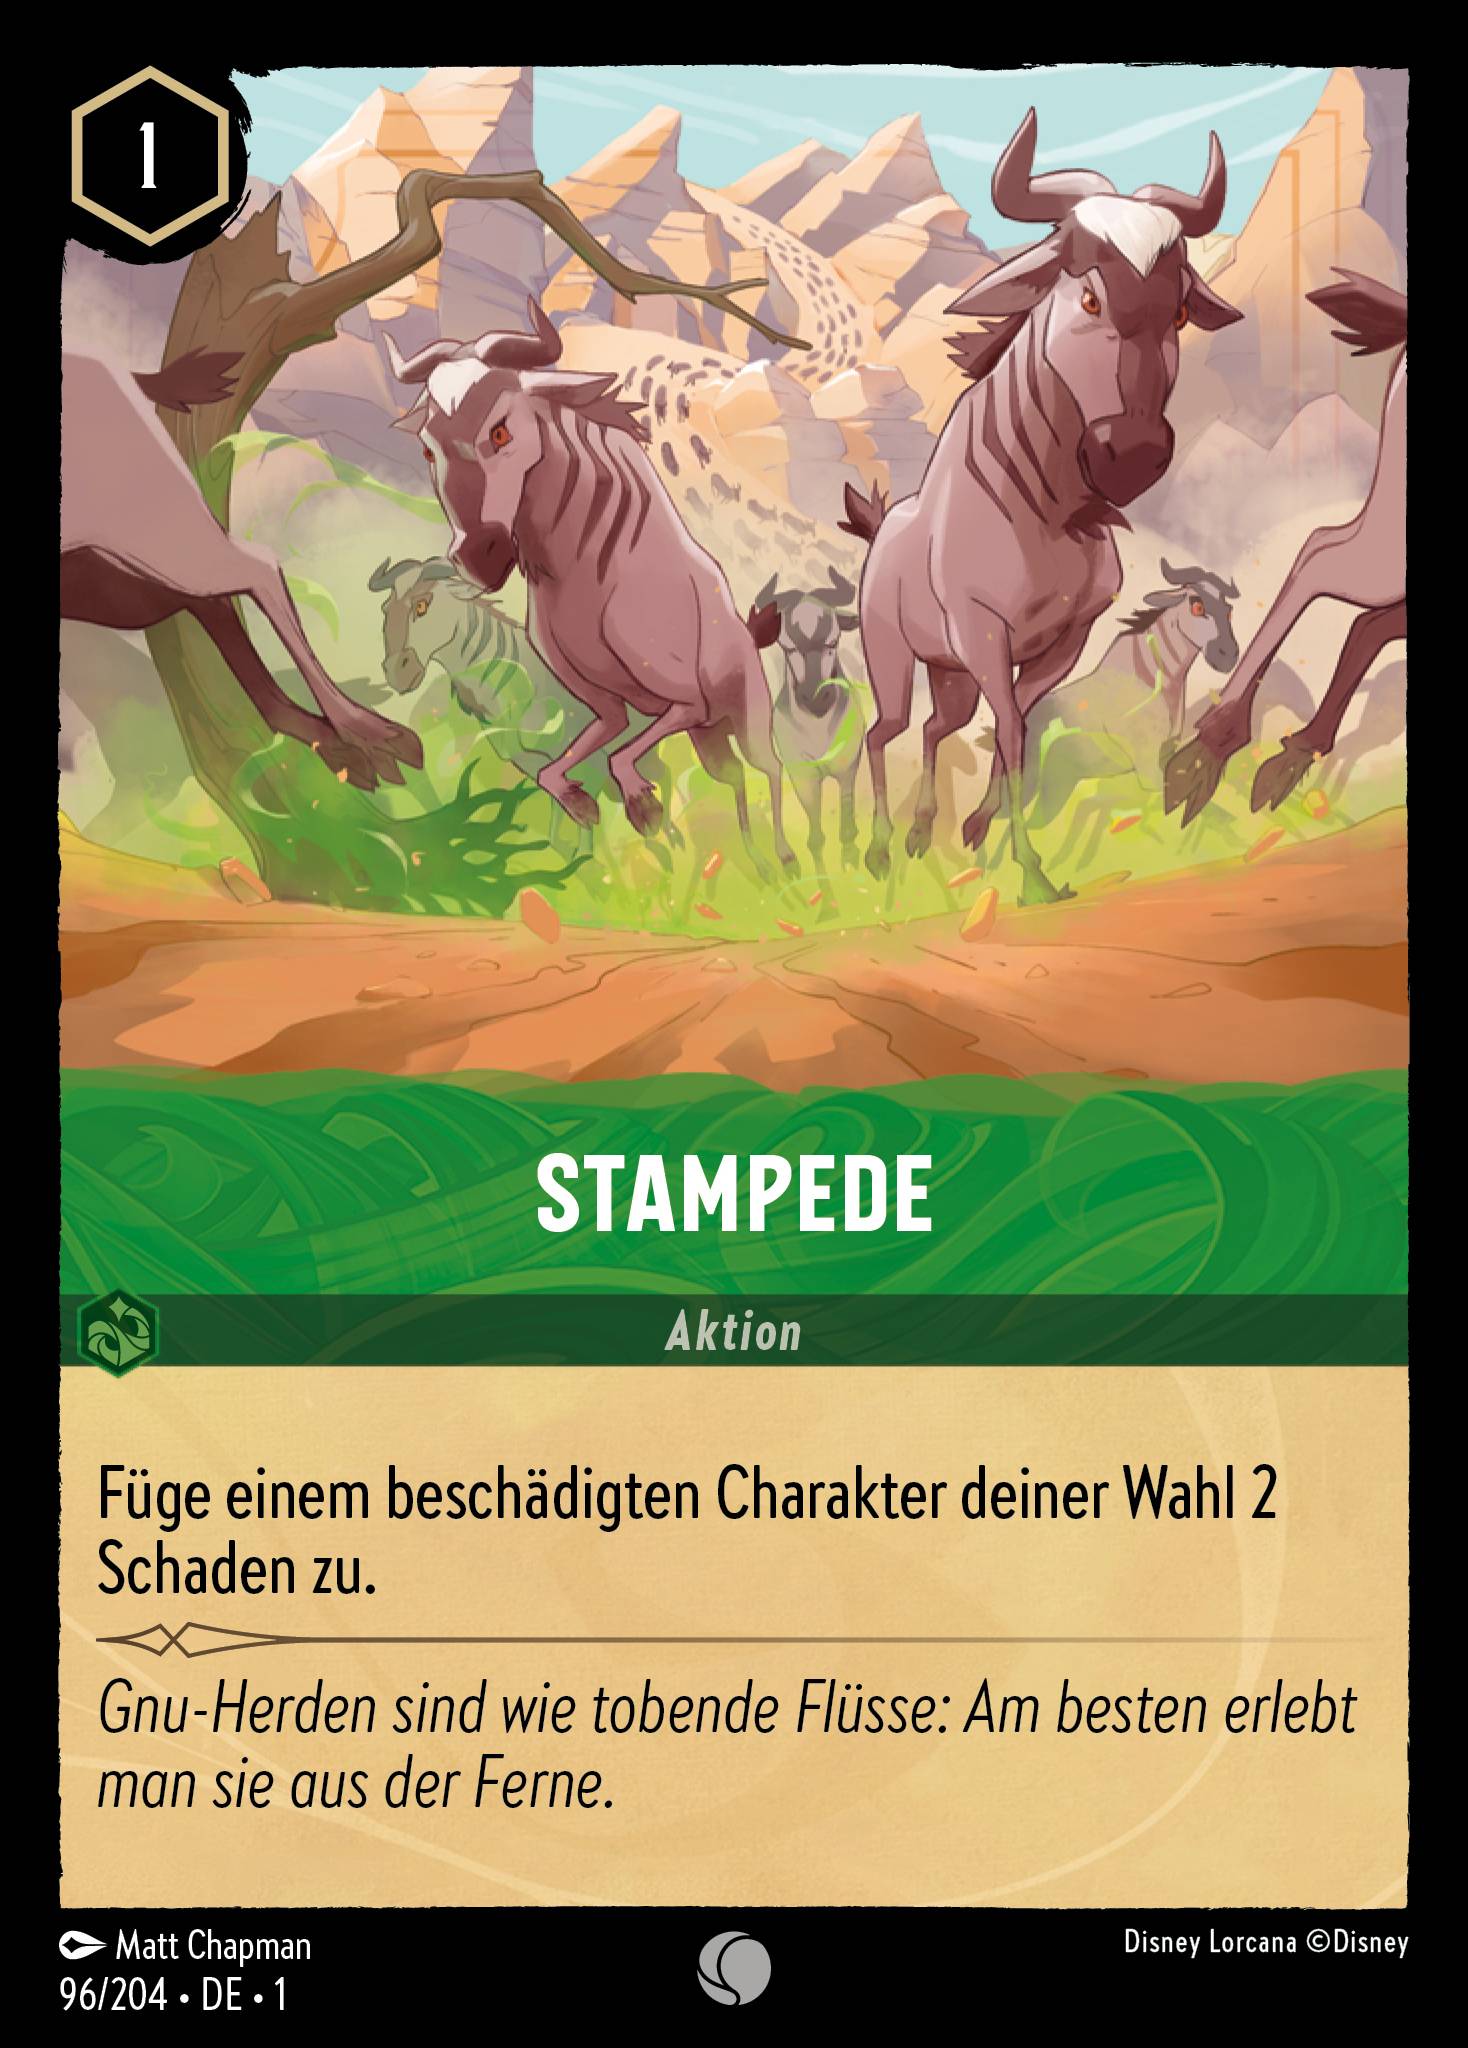 1
STAMPEDE
Aktion
Füge einem beschädigten Charakter deiner Wahl 2
Schaden zu.
Gnu-Herden sind wie tobende Flüsse: Am besten erlebt
man sie aus der Ferne.
Matt Chapman
Disney Lorcana ©Disney
96/204 • DE • 1